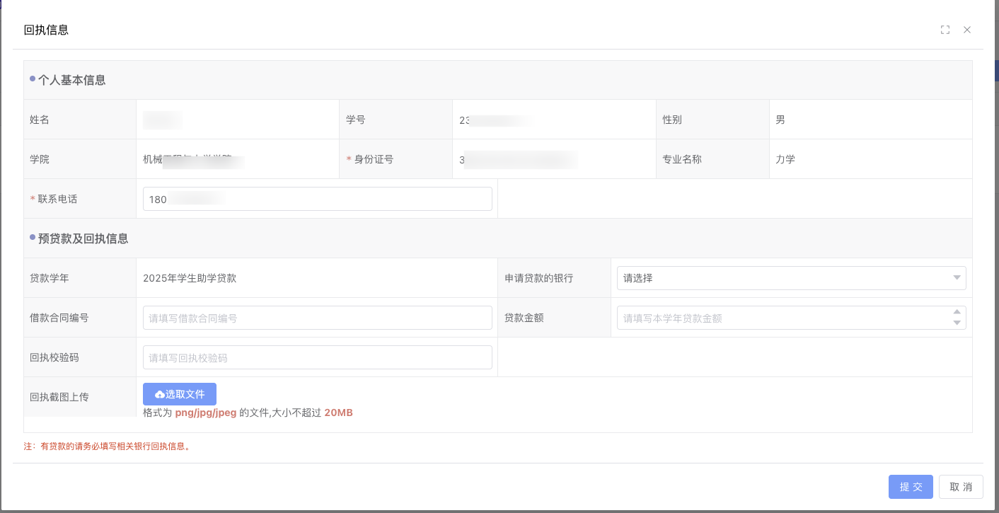 回执信息
个人基本信息
姓名 学号 23 性别 男
学院 机械 * 身份证号 3 专业名称 力学
* 联系电话 180
预贷款及回执信息
贷款学年 2025年学生助学贷款 申请贷款的银行 请选择
借款合同编号 请填写借款合同编号 贷款金额 请填写本学年贷款金额
回执校验码 请填写回执校验码
回执截图上传 选取文件
格式为 png/jpg/jpeg 的文件,大小不超过 20MB
注：有贷款的请务必填写相关银行回执信息。
提 交 取 消